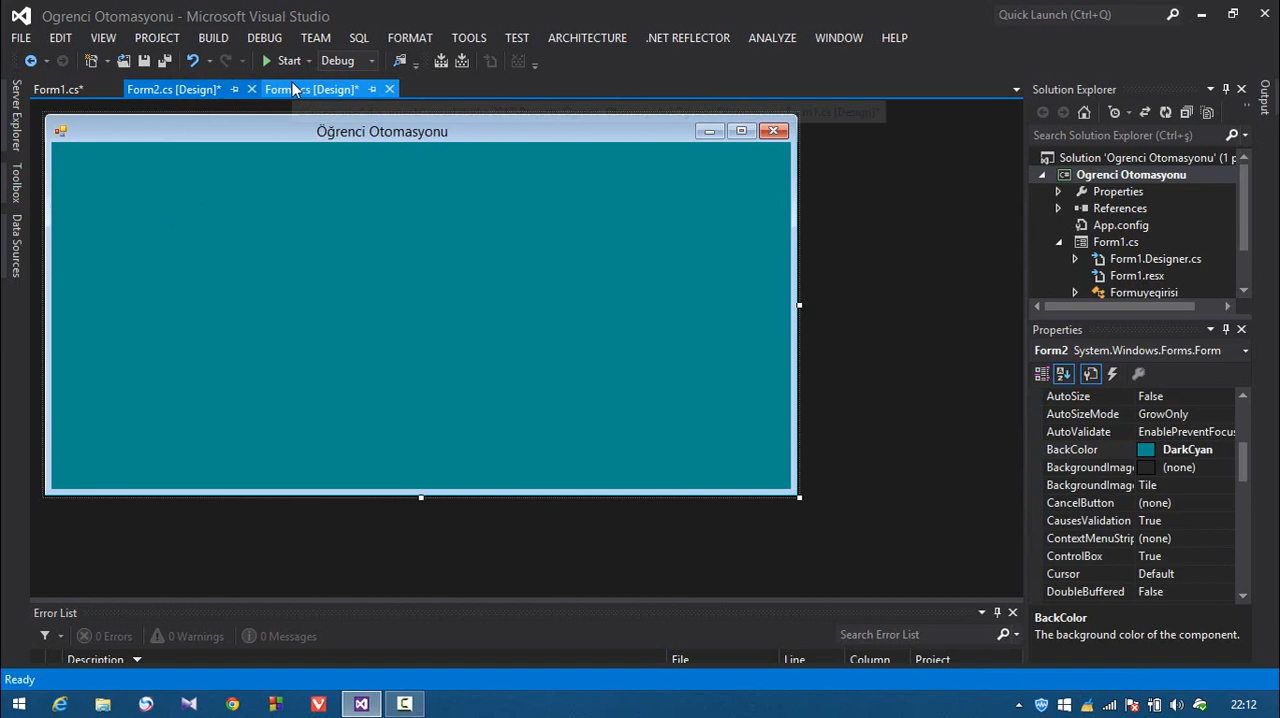 Ogrenci Otomasyonu - Microsoft Visual Studio
Quick Launch (Ctrl+Q)
FILE EDIT VIEW PROJECT BUILD DEBUG TEAM SQL FORMAT TOOLS TEST ARCHITECTURE .NET REFLECTOR ANALYZE WINDOW HELP
Start Debug
Form1.cs* Form2.cs [Design]* [Design]*
Server Explorer
Toolbox
Data Sources
Öğrenci Otomasyonu
Output
Solution Explorer
Search Solution Explorer (Ctrl+ş)
Solution 'Ogrenci Otomasyonu' (1 p
Ogrenci Otomasyonu
Properties
References
App.config
Form1.cs
Form1.Designer.cs
Form1.resx
Formuyegirisi
Properties
Form2 System.Windows.Forms.Form
AutoSize False
AutoSizeMode GrowOnly
AutoValidate EnablePreventFocus
BackColor DarkCyan
BackgroundImag (none)
BackgroundImag Tile
CancelButton (none)
CausesValidation True
ContextMenuStrip (none)
ControlBox True
Cursor Default
DoubleBuffered False
BackColor
The background color of the component.
Error List
0 Errors 0 Warnings 0 Messages
Search Error List
Description File Line Column Project
Ready
22:12